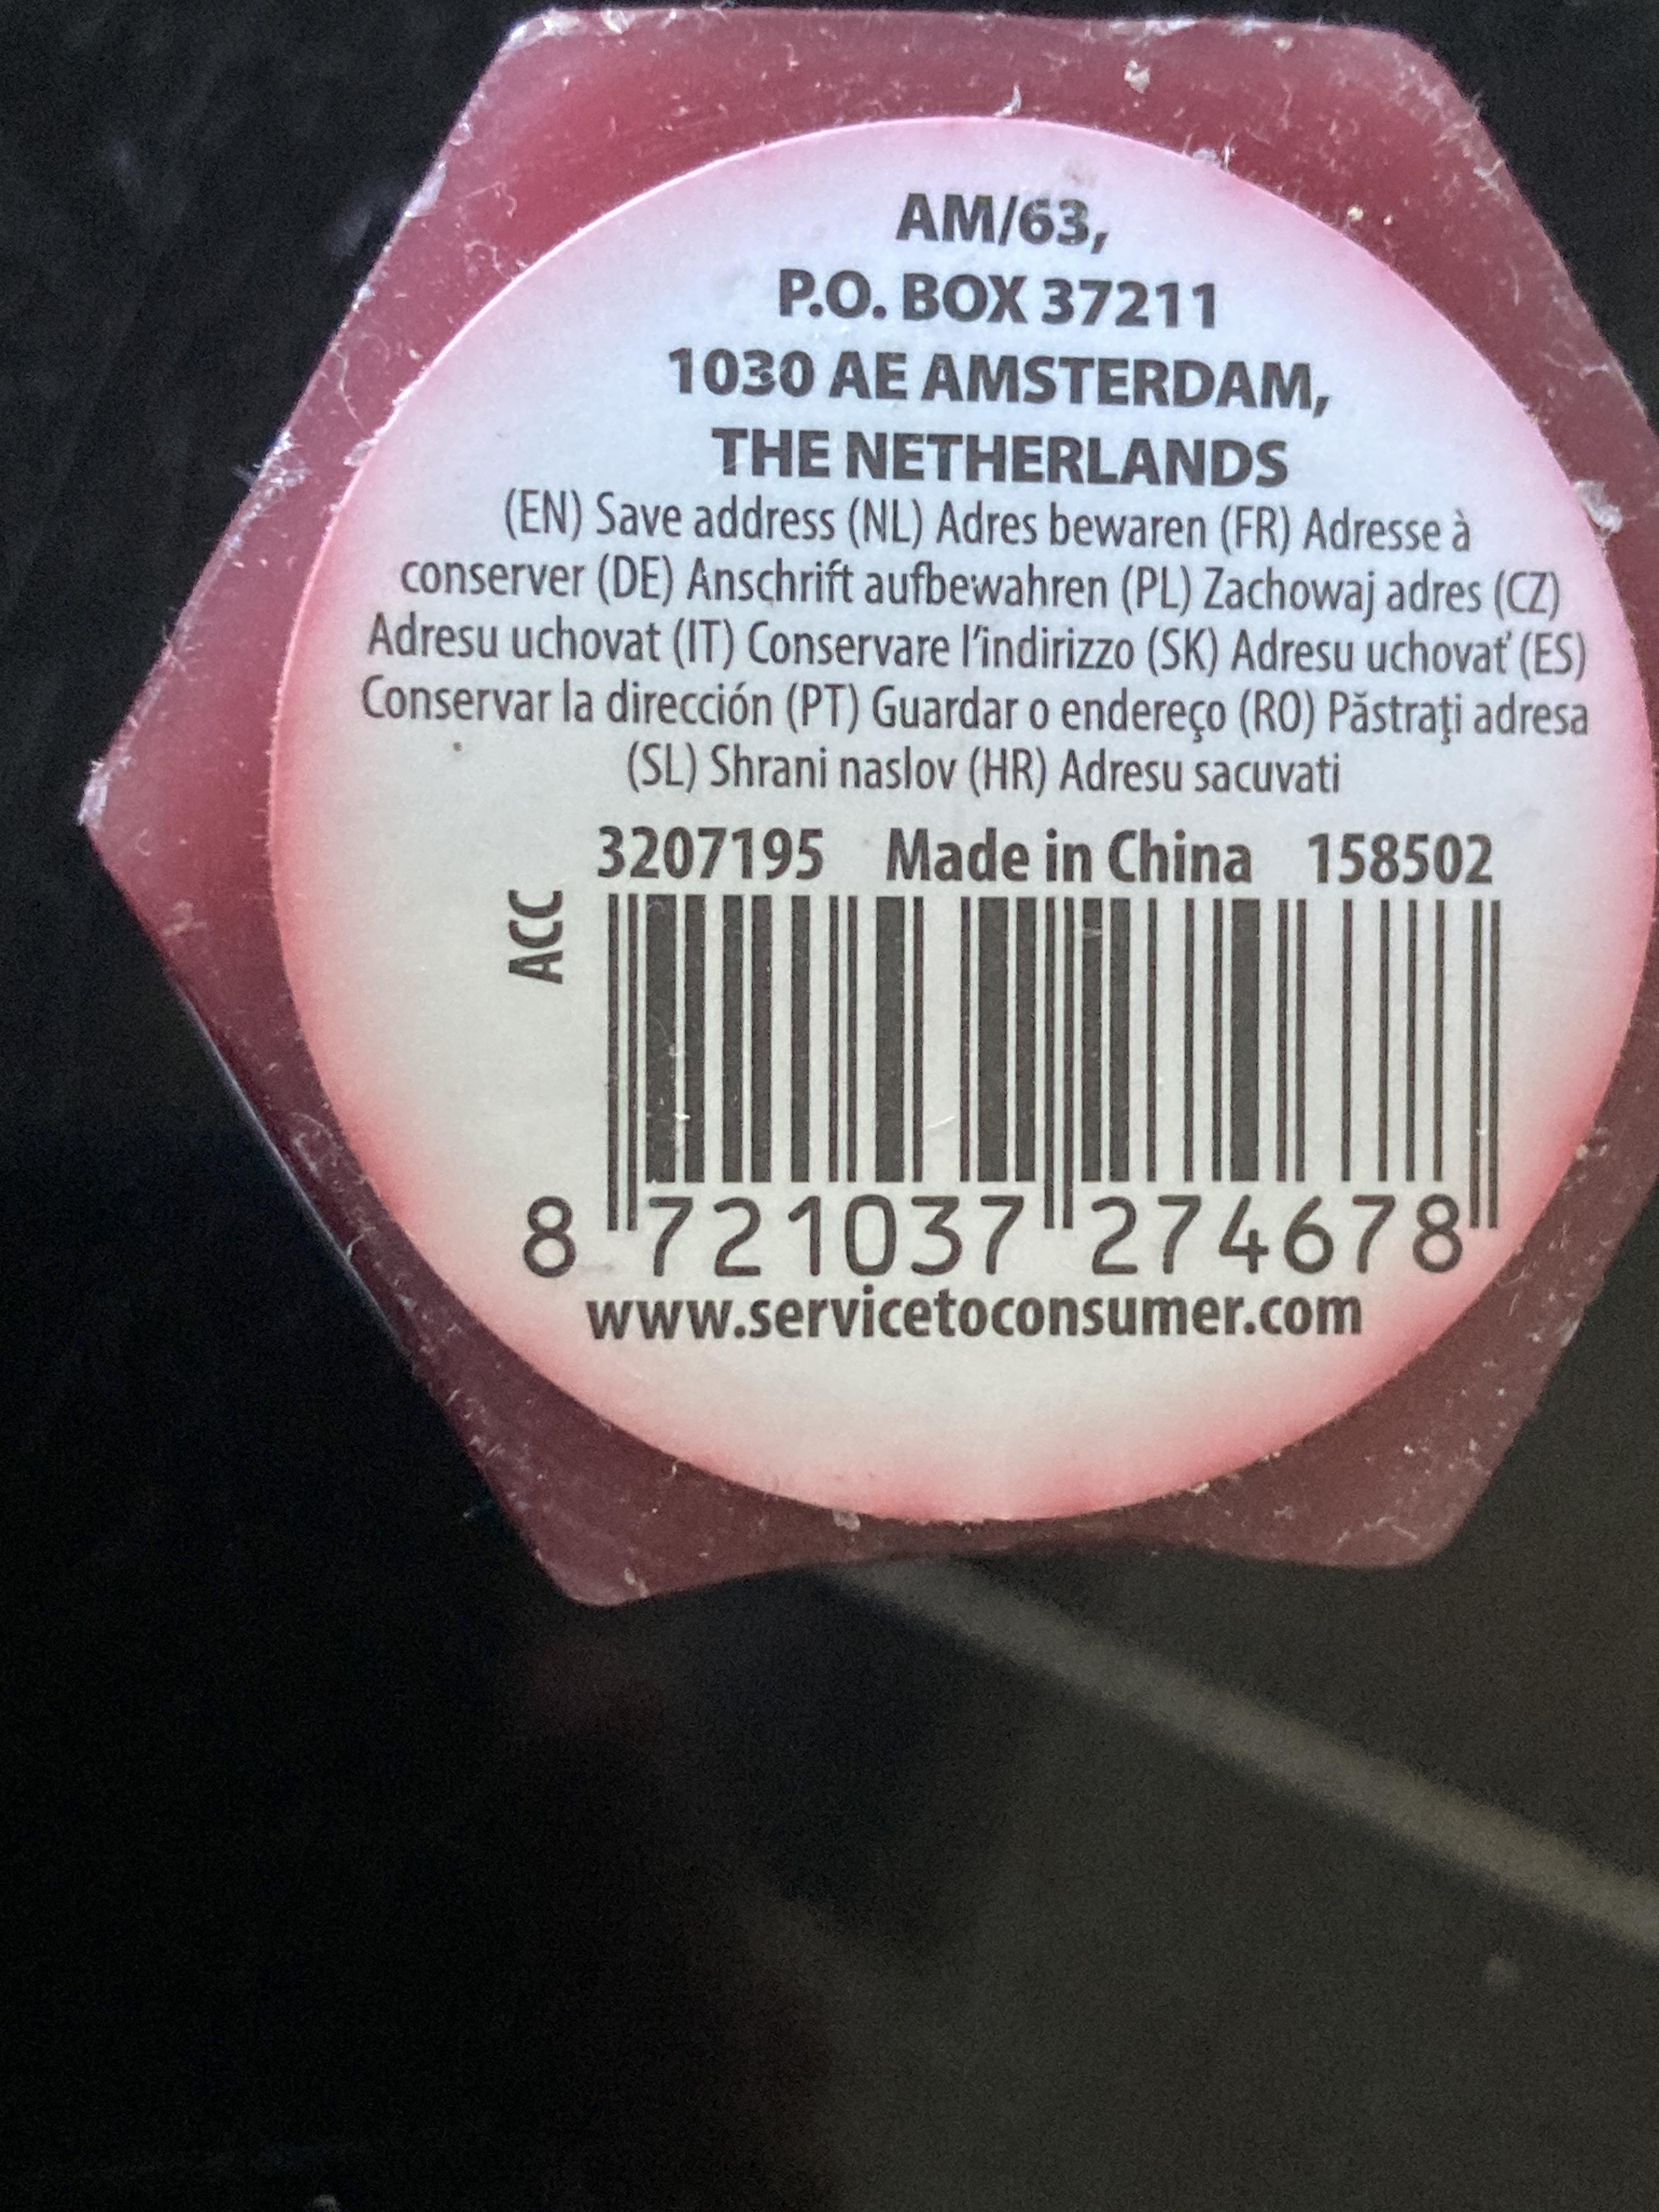 AM/63,
P.O. BOX 37211
1030 AE AMSTERDAM,
THE NETHERLANDS
(EN) Save address (NL) Adres bewaren (FR) Adresse à
conserver (DE) Anschrift aufbewahren (PL) Zachowaj adres (CZ)
Adresu uchovat (IT) Conservare l'indirizzo (SK) Adresu uchovať (ES)
Conservar la dirección (PT) Guardar o endereço (RO) Păstraţi adresa
(SL) Shrani naslov (HR) Adresu sacuvati
3207195 Made in China 158502
ACC
8 721037 274678
www.servicetoconsumer.com